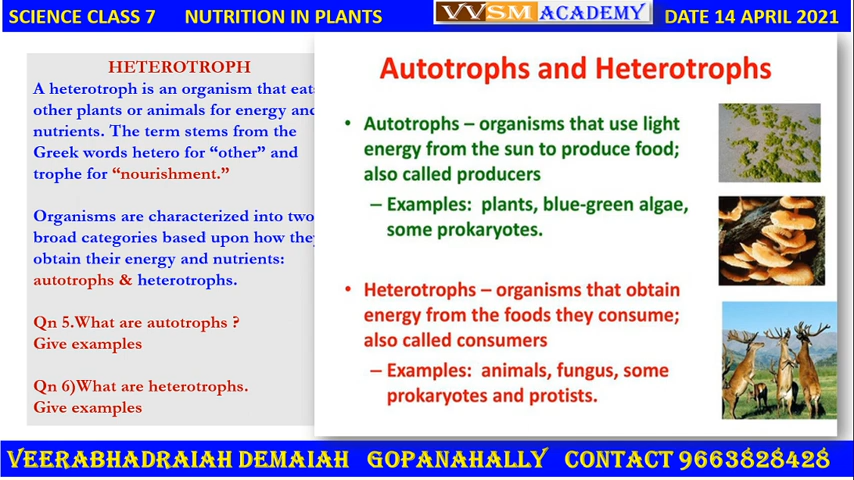 SCIENCE CLASS 7 NUTRITION IN PLANTS VVSM ACADEMY DATE 14 APRIL 2021
HETEROTROPH
A heterotroph is an organism that eat
other plants or animals for energy and
nutrients. The term stems from the
Greek words hetero for “other” and
trophe for “nourishment.”
Organisms are characterized into two
broad categories based upon how they
obtain their energy and nutrients:
autotrophs & heterotrophs.
Qn 5.What are autotrophs ?
Give examples
Qn 6)What are heterotrophs.
Give examples
Autotrophs and Heterotrophs
• Autotrophs – organisms that use light
energy from the sun to produce food;
also called producers
– Examples: plants, blue-green algae,
some prokaryotes.
• Heterotrophs – organisms that obtain
energy from the foods they consume;
also called consumers
– Examples: animals, fungus, some
prokaryotes and protists.
VEERABHADRAIAH DEMAIAH GOPANAHALLY CONTACT 9663828428